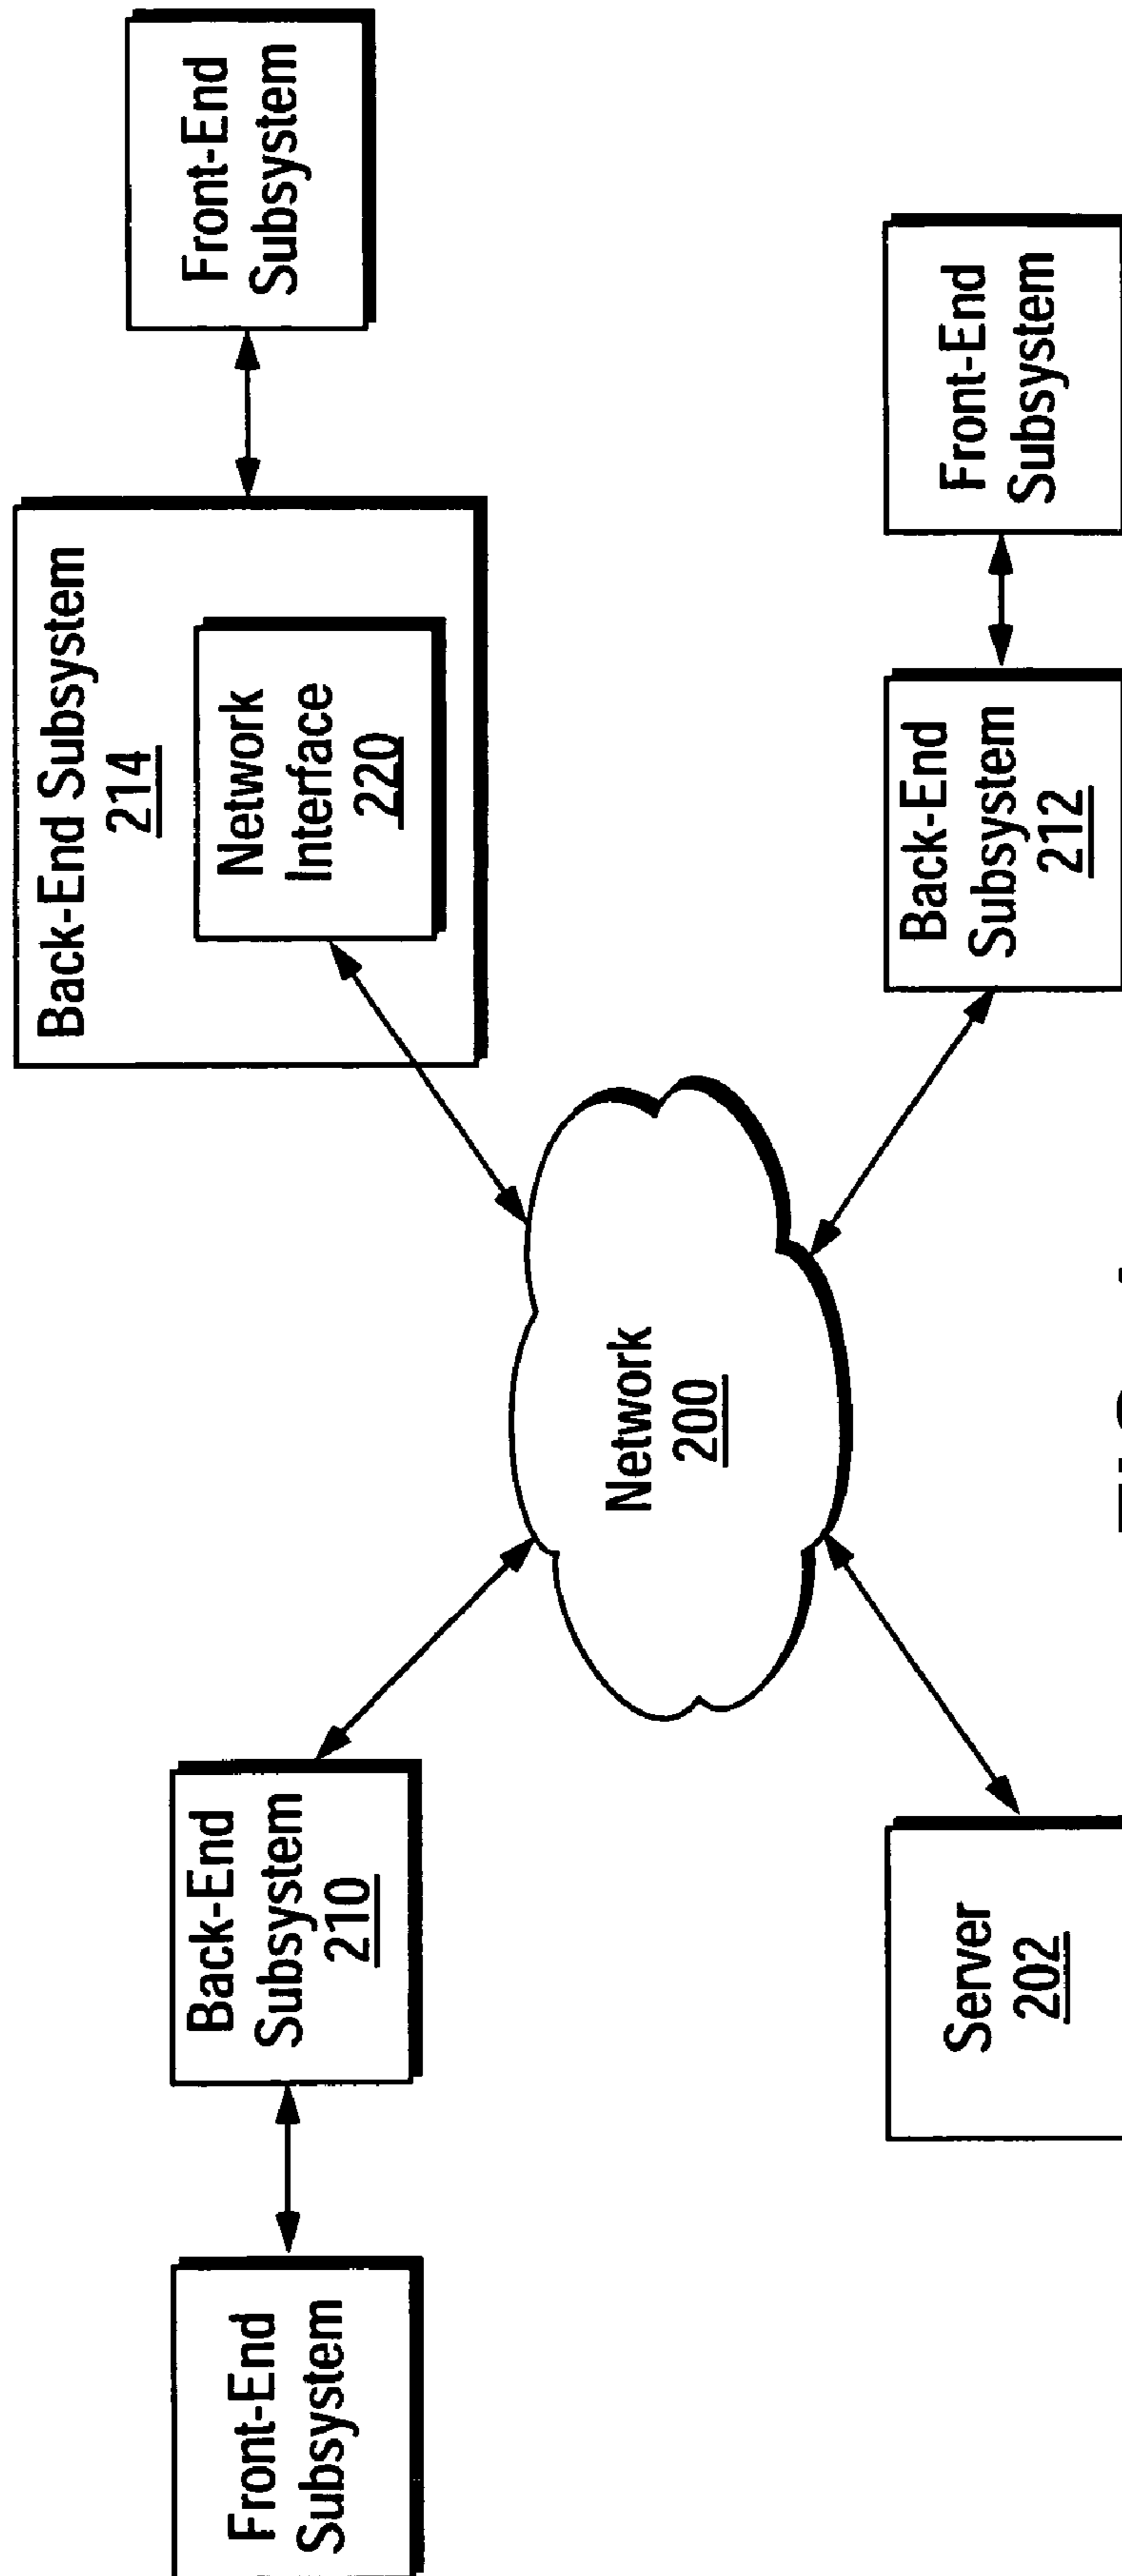 Front-End
Subsystem
Back-End
Subsystem
210
Back-End Subsystem
214
Network
Interface
220
Front-End
Subsystem
Network
200
Server
202
Back-End
Subsystem
212
Front-End
Subsystem